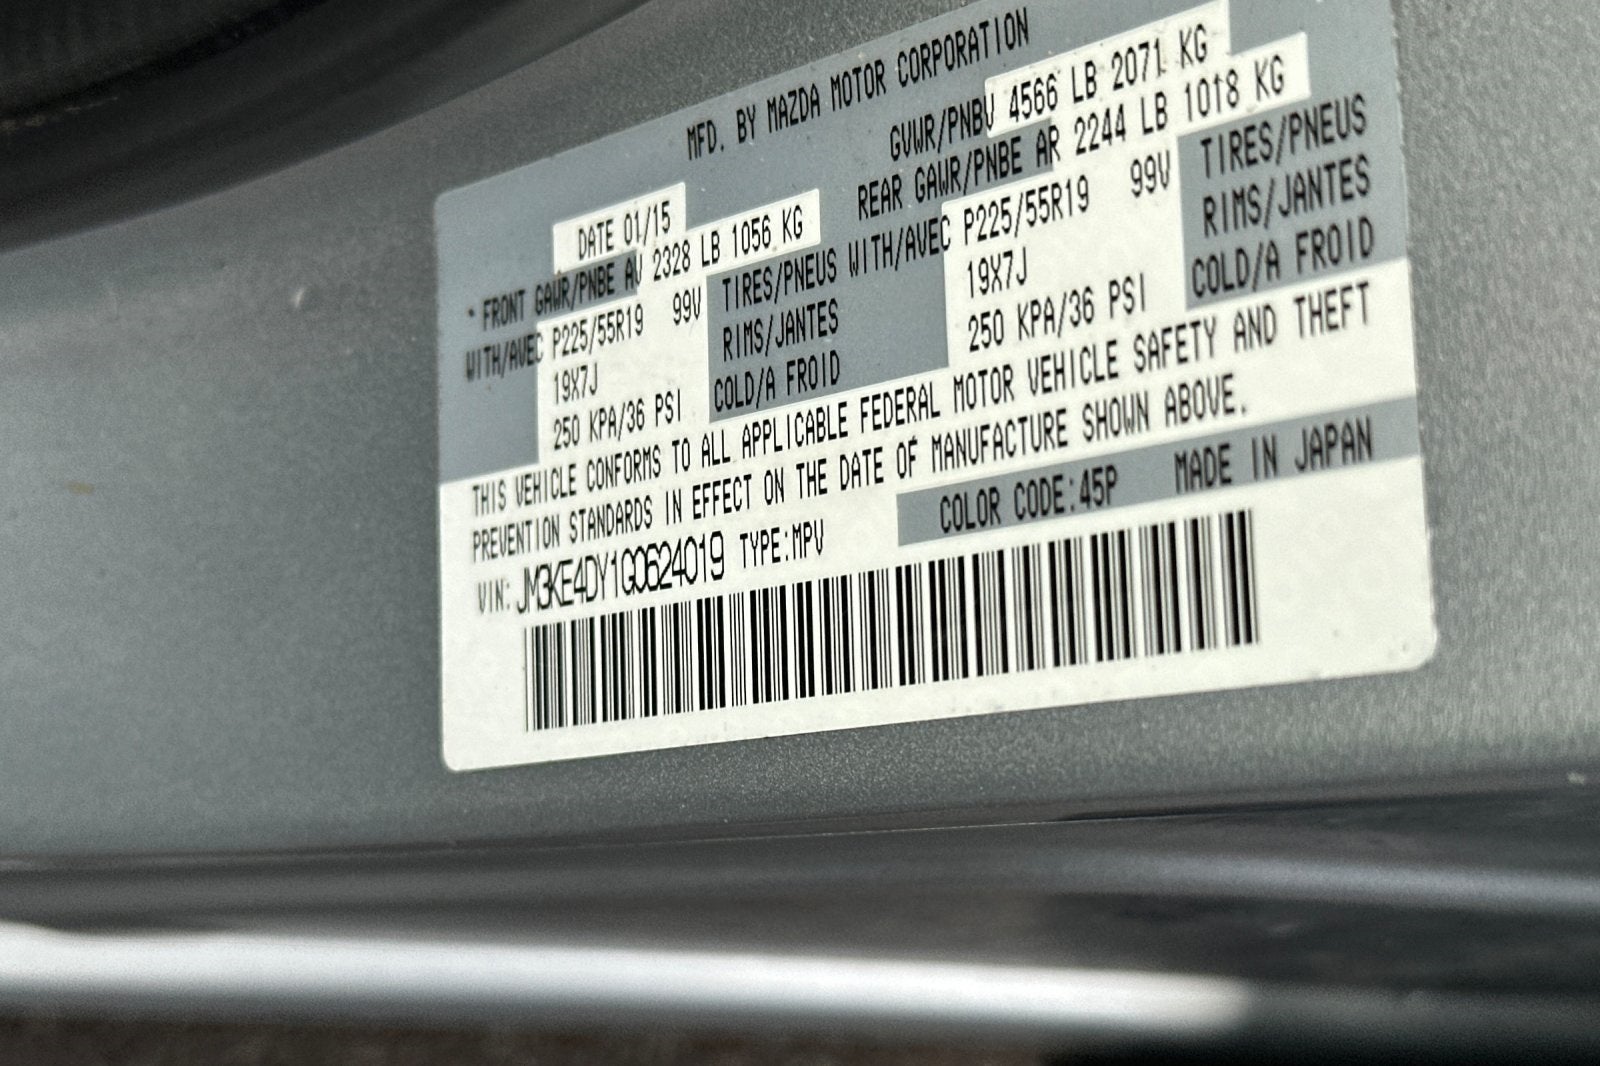 MFD. BY MAZDA MOTOR CORPORATION
DATE 01/15 GVWR/PNBV 4566 LB 2071 KG
* FRONT GAWR/PNBE AV 2328 LB 1056 KG REAR GAWR/PNBE AR 2244 LB 1018 KG
WITH/AVEC P225/55R19 99V TIRES/PNEUS WITH/AVEC P225/55R19 99V TIRES/PNEUS
19X7J RIMS/JANTES 19X7J RIMS/JANTES
250 KPA/36 PSI COLD/A FROID 250 KPA/36 PSI COLD/A FROID
THIS VEHICLE CONFORMS TO ALL APPLICABLE FEDERAL MOTOR VEHICLE SAFETY AND THEFT
PREVENTION STANDARDS IN EFFECT ON THE DATE OF MANUFACTURE SHOWN ABOVE.
VIN: JM3KE4DY1G0624019 TYPE:MPV COLOR CODE:45P MADE IN JAPAN